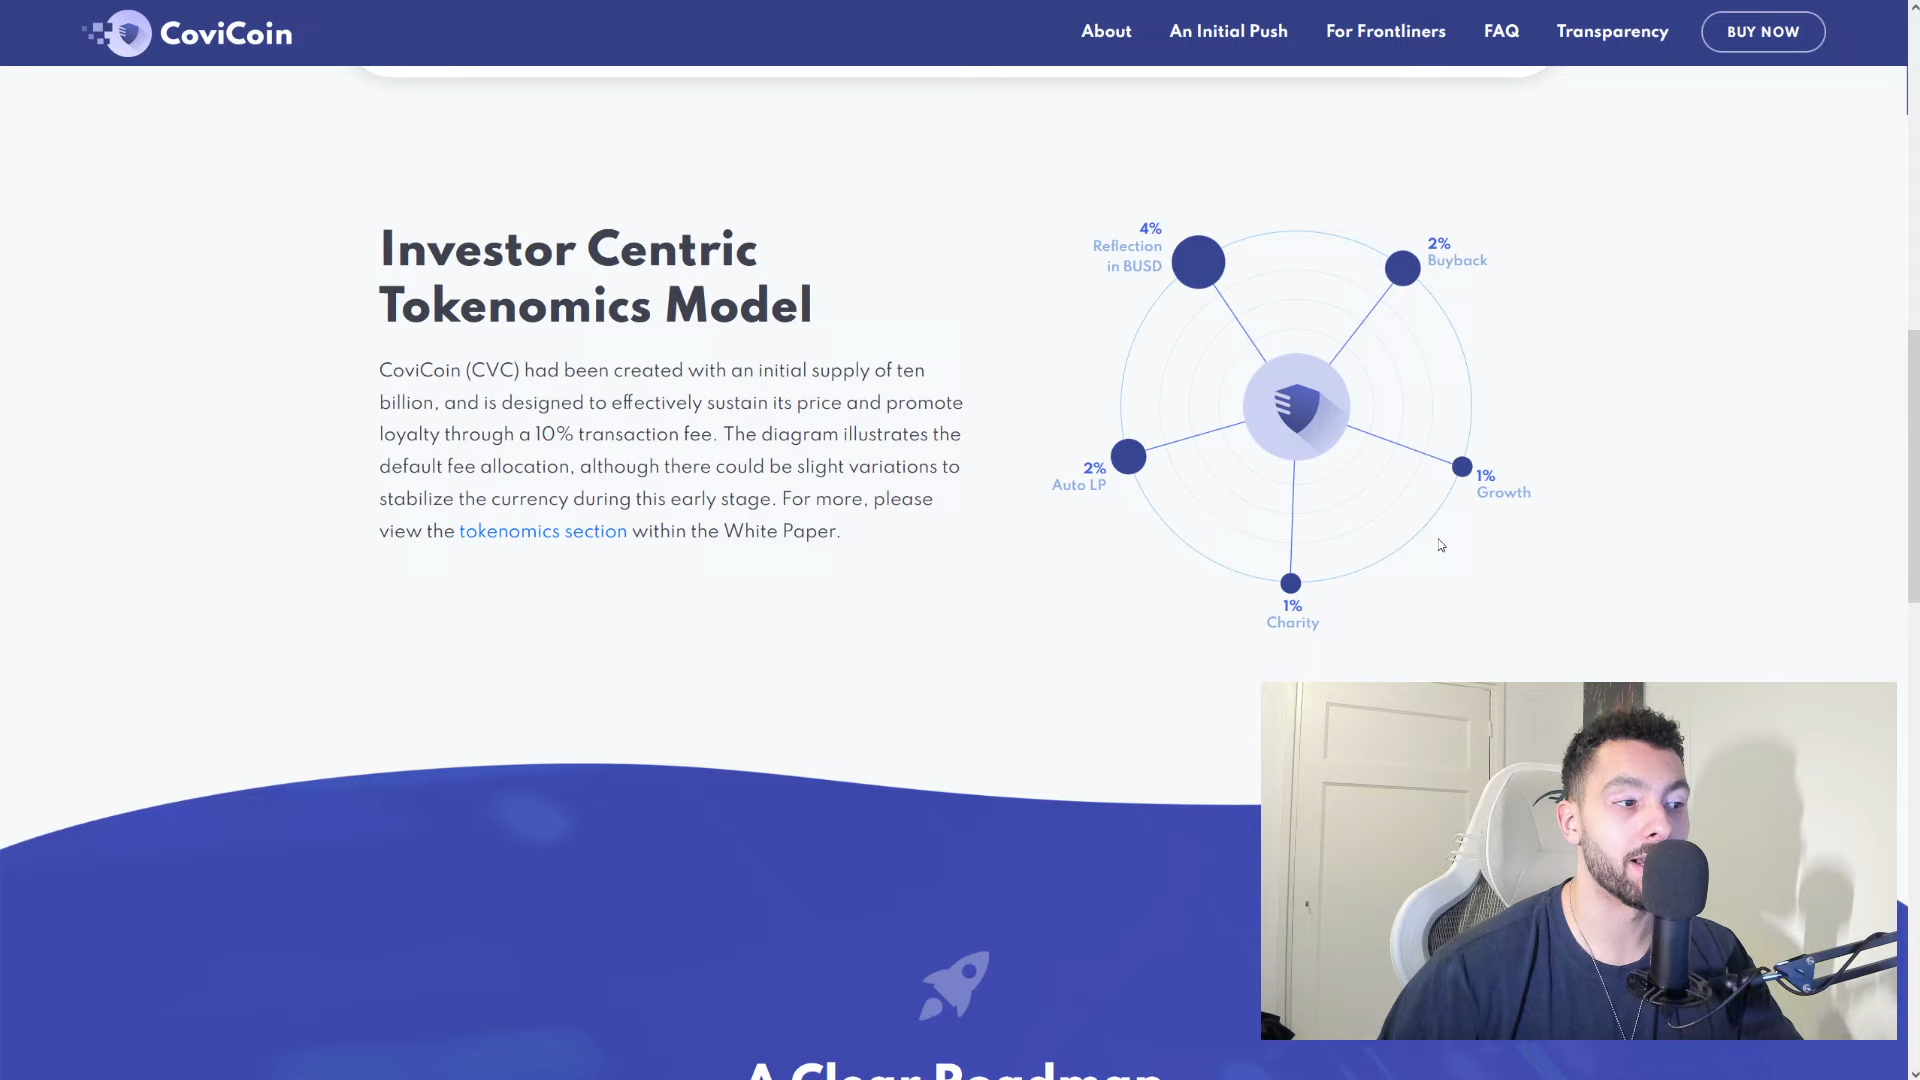 CoviCoin
About
An Initial Push
For Frontliners
FAQ
Transparency
BUY NOW
Investor Centric
Tokenomics Model
CoviCoin (CVC) had been created with an initial supply of ten
billion, and is designed to effectively sustain its price and promote
loyalty through a 10% transaction fee. The diagram illustrates the
default fee allocation, although there could be slight variations to
stabilize the currency during this early stage. For more, please
view the tokenomics section within the White Paper.
4%
Reflection
in BUSD
2%
Buyback
2%
Auto LP
1%
Growth
1%
Charity
A Clear Roadmap